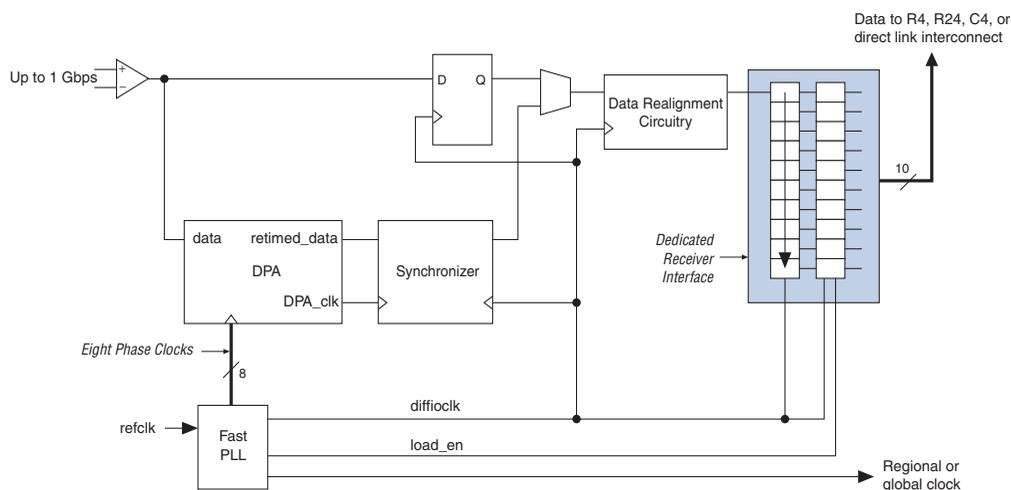 Data to R4, R24, C4, or
direct link interconnect
Up to 1 Gbps
+
−
D Q
Data Realignment
Circuitry
10
data retimed_data
DPA
DPA_clk
Synchronizer
Dedicated
Receiver
Interface
Eight Phase Clocks
8
diffioclk
refclk
Fast
PLL
load_en
Regional or
global clock